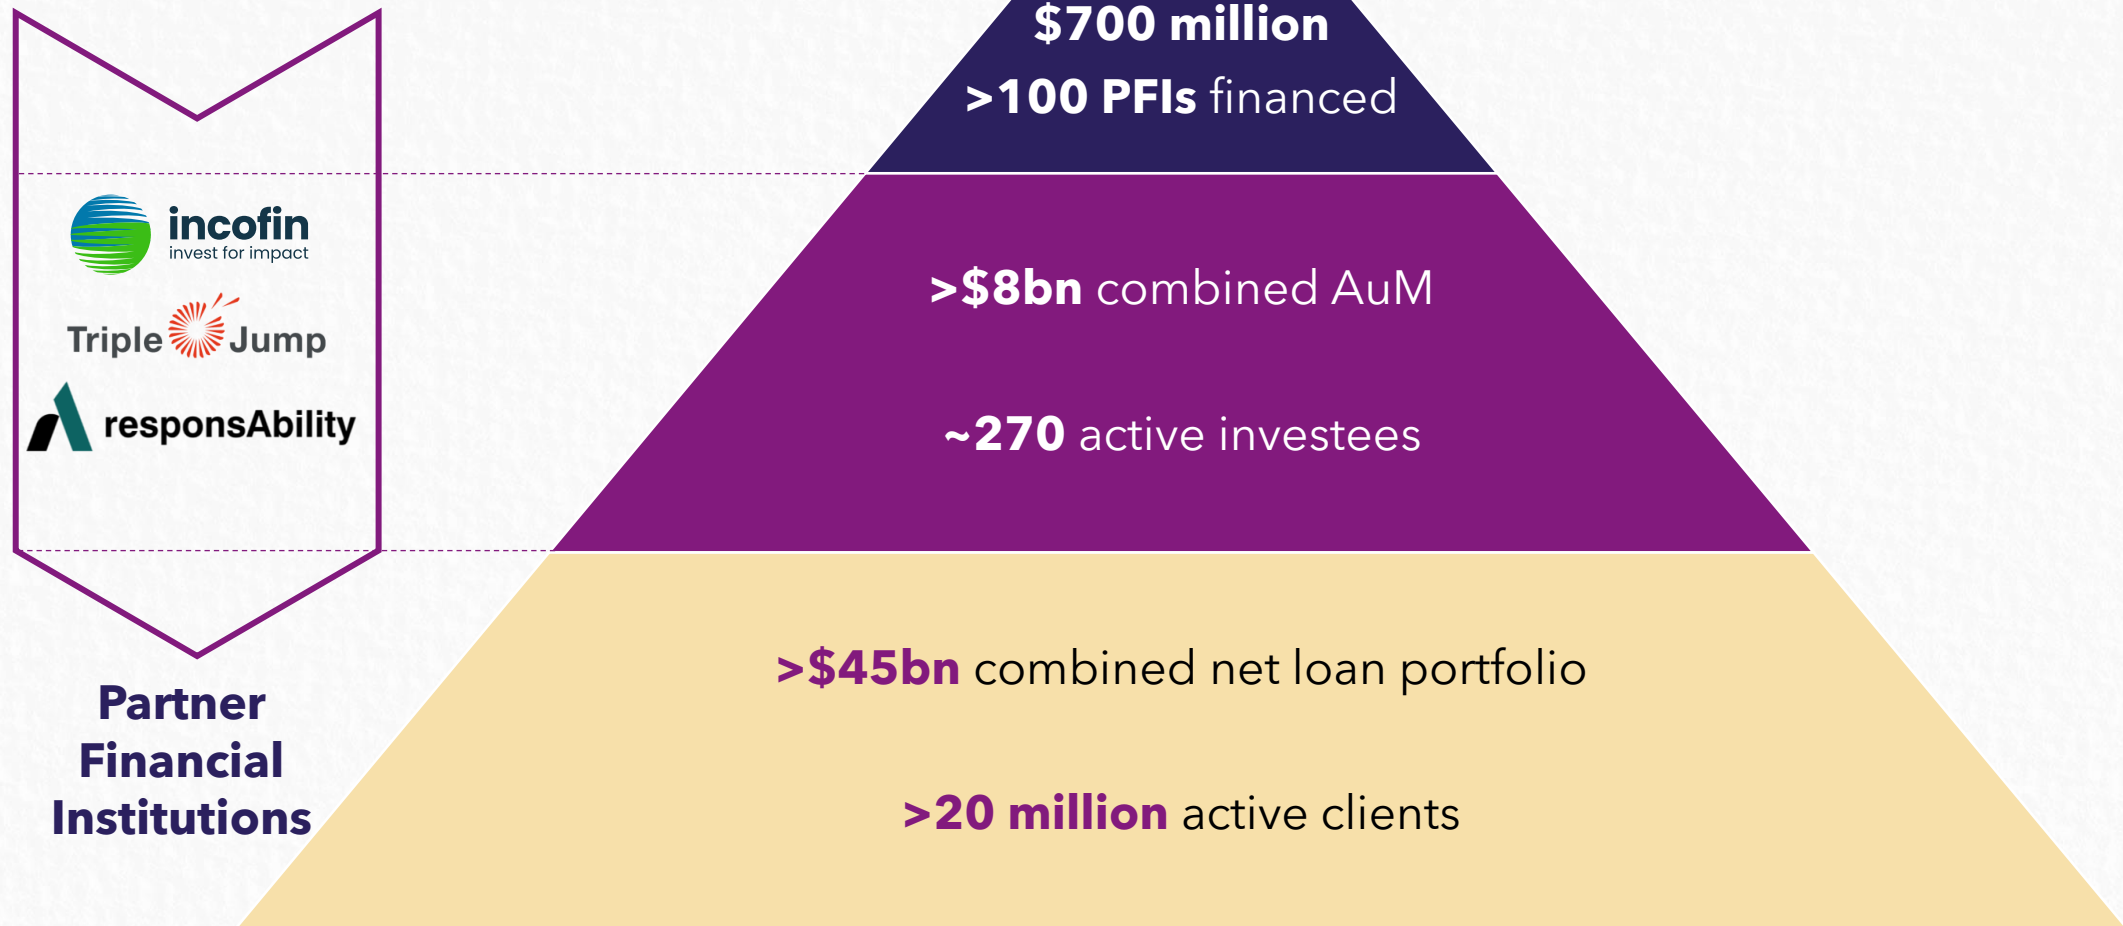 $700 million
>100 PFIs financed
incofin
invest for impact
Triple Jump
responsAbility
>$8bn combined AuM
~270 active investees
Partner
Financial
Institutions
>$45bn combined net loan portfolio
>20 million active clients